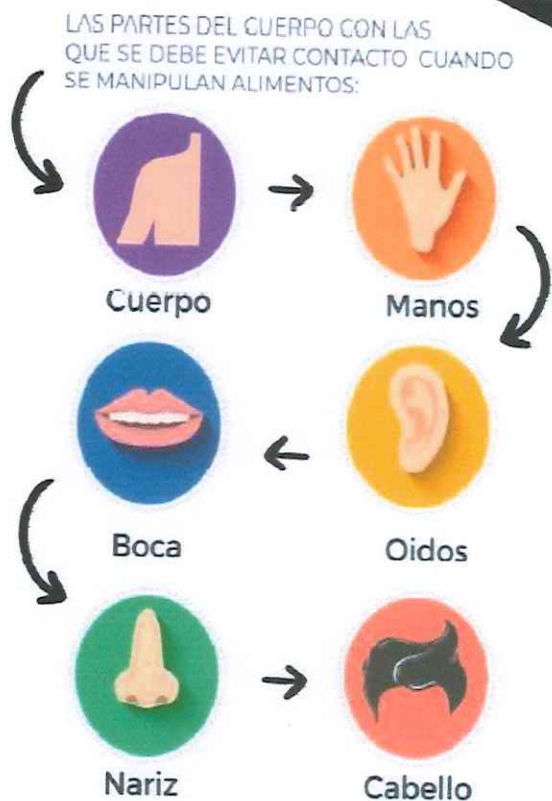 LAS PARTES DEL CUERPO CON LAS
QUE SE DEBE EVITAR CONTACTO CUANDO
SE MANIPULAN ALIMENTOS:
Cuerpo
Manos
Oidos
Boca
Nariz
Cabello